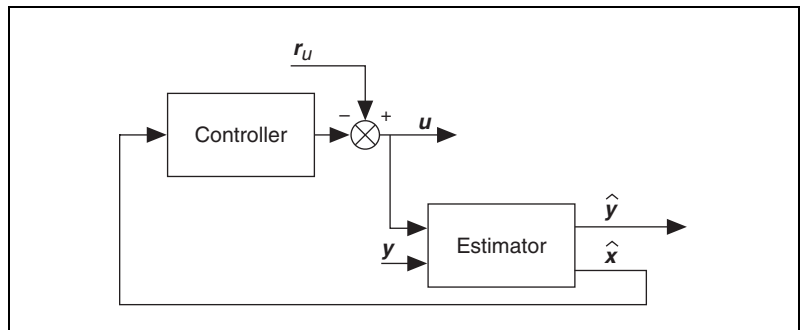 r_u
− +
Controller
u
ŷ
y
Estimator
x̂